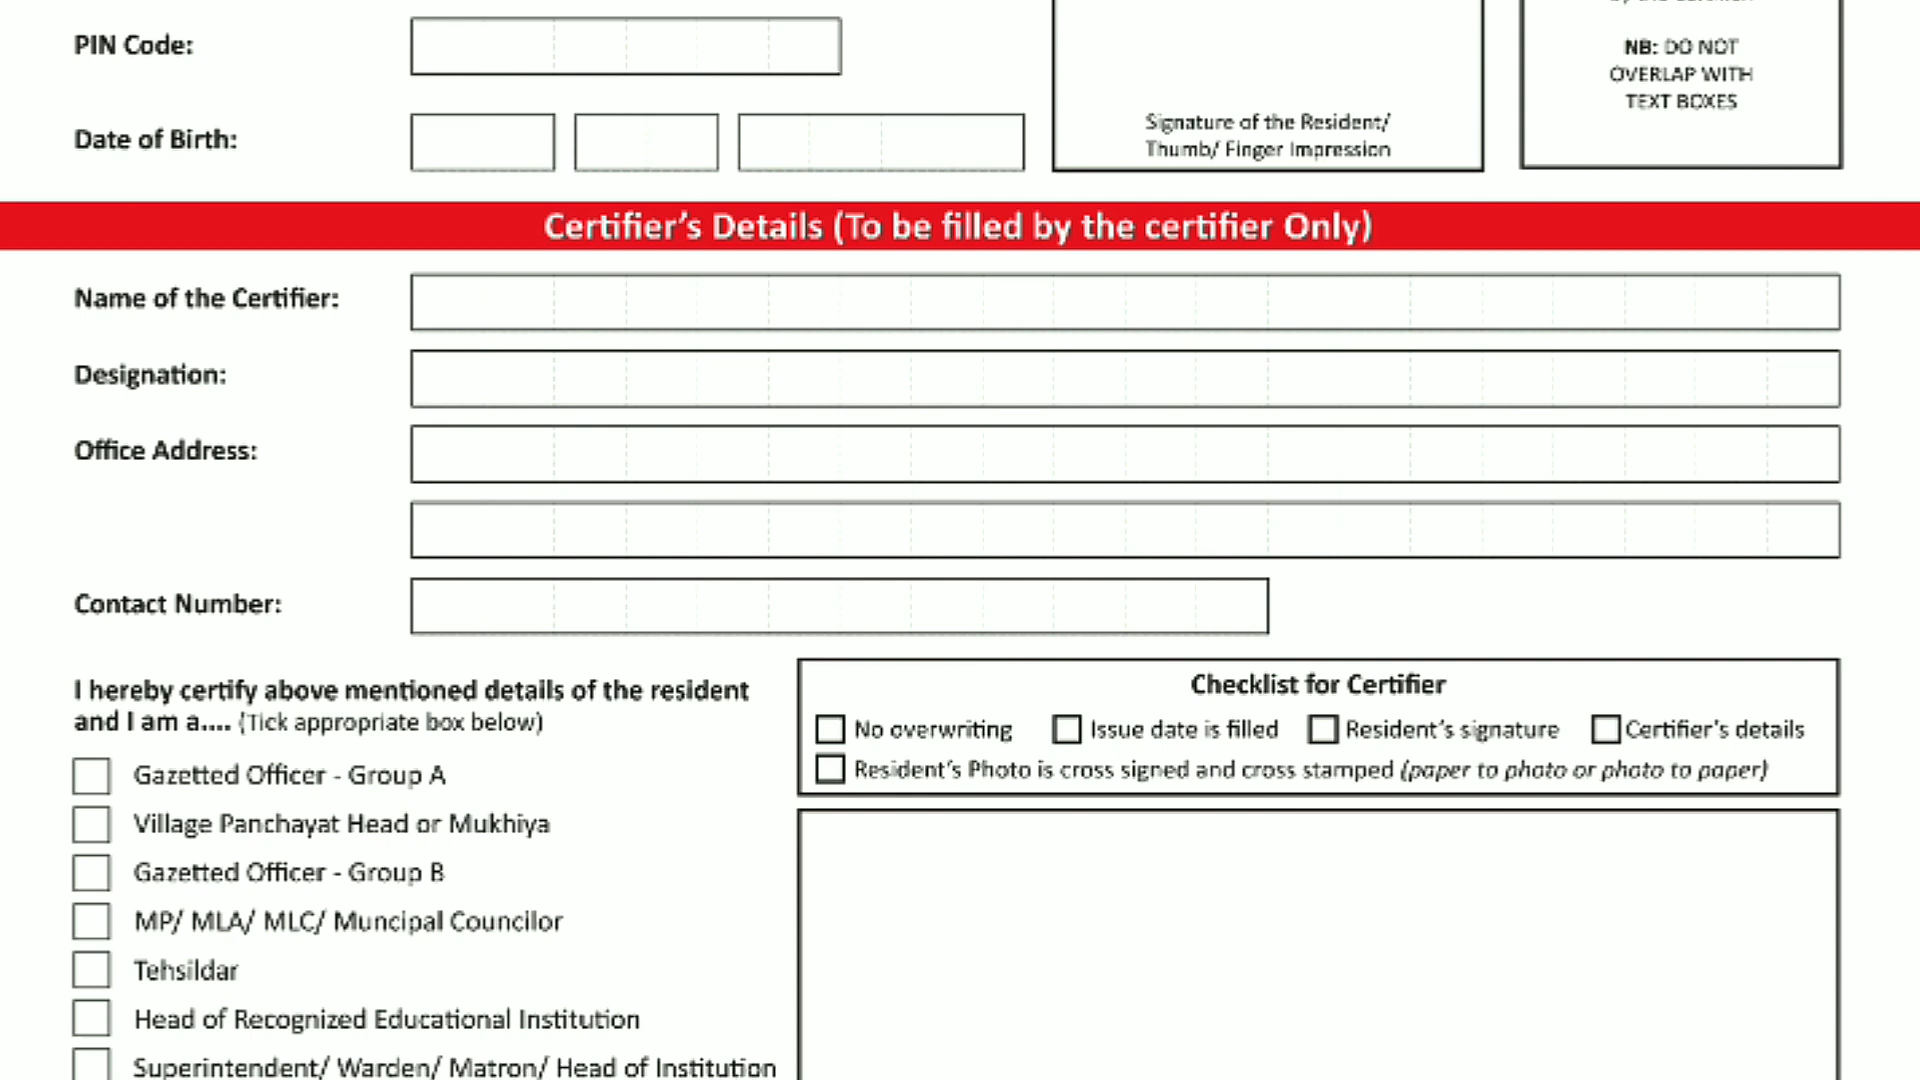 PIN Code:
NB: DO NOT
OVERLAP WITH
TEXT BOXES
Date of Birth:
Signature of the Resident/
Thumb/ Finger Impression
Certifier's Details (To be filled by the certifier Only)
Name of the Certifier:
Designation:
Office Address:
Contact Number:
I hereby certify above mentioned details of the resident
and I am a.... (Tick appropriate box below)
Gazetted Officer - Group A
Village Panchayat Head or Mukhiya
Gazetted Officer - Group B
MP/ MLA/ MLC/ Muncipal Councilor
Tehsildar
Head of Recognized Educational Institution
Superintendent/ Warden/ Matron/ Head of Institution
Checklist for Certifier
No overwriting
Issue date is filled
Resident's signature
Certifier's details
Resident's Photo is cross signed and cross stamped (paper to photo or photo to paper)